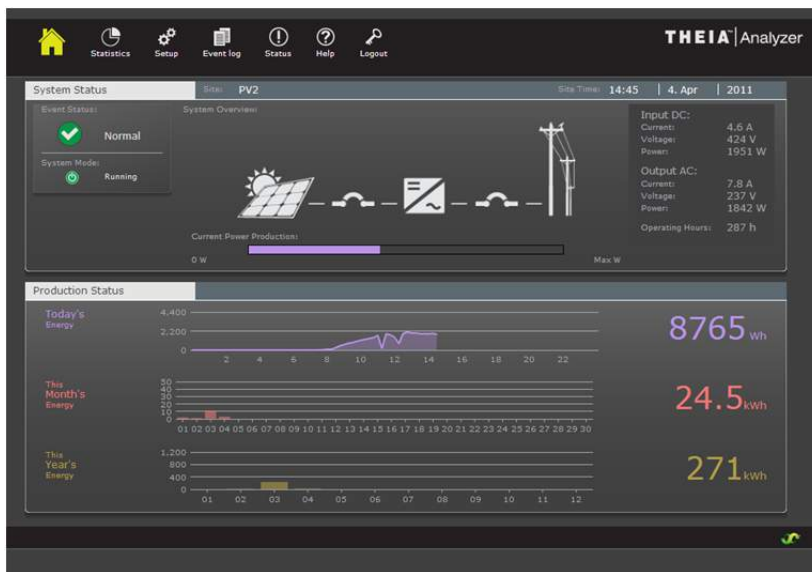 THEIA™ Analyzer
Statistics Setup Event log Status Help Logout
System Status Site: PV2 Site Time: 14:45 | 4. Apr | 2011
Event Status:
Normal
System Mode:
Running
System Overview:
Current Power Production:
0 W Max W
Input DC:
Current: 4.6 A
Voltage: 424 V
Power: 1951 W
Output AC:
Current: 7.8 A
Voltage: 237 V
Power: 1842 W
Operating Hours: 287 h
Production Status
Today's
Energy
4,400
2,200
0
2 4 6 8 10 12 14 16 18 20 22
8765 Wh
This
Month's
Energy
50
40
30
20
10
0
01 02 03 04 05 06 07 08 09 10 11 12 13 14 15 16 17 18 19 20 21 22 23 24 25 26 27 28 29 30
24.5 kWh
This
Year's
Energy
1,200
800
400
0
01 02 03 04 05 06 07 08 09 10 11 12
271 kWh